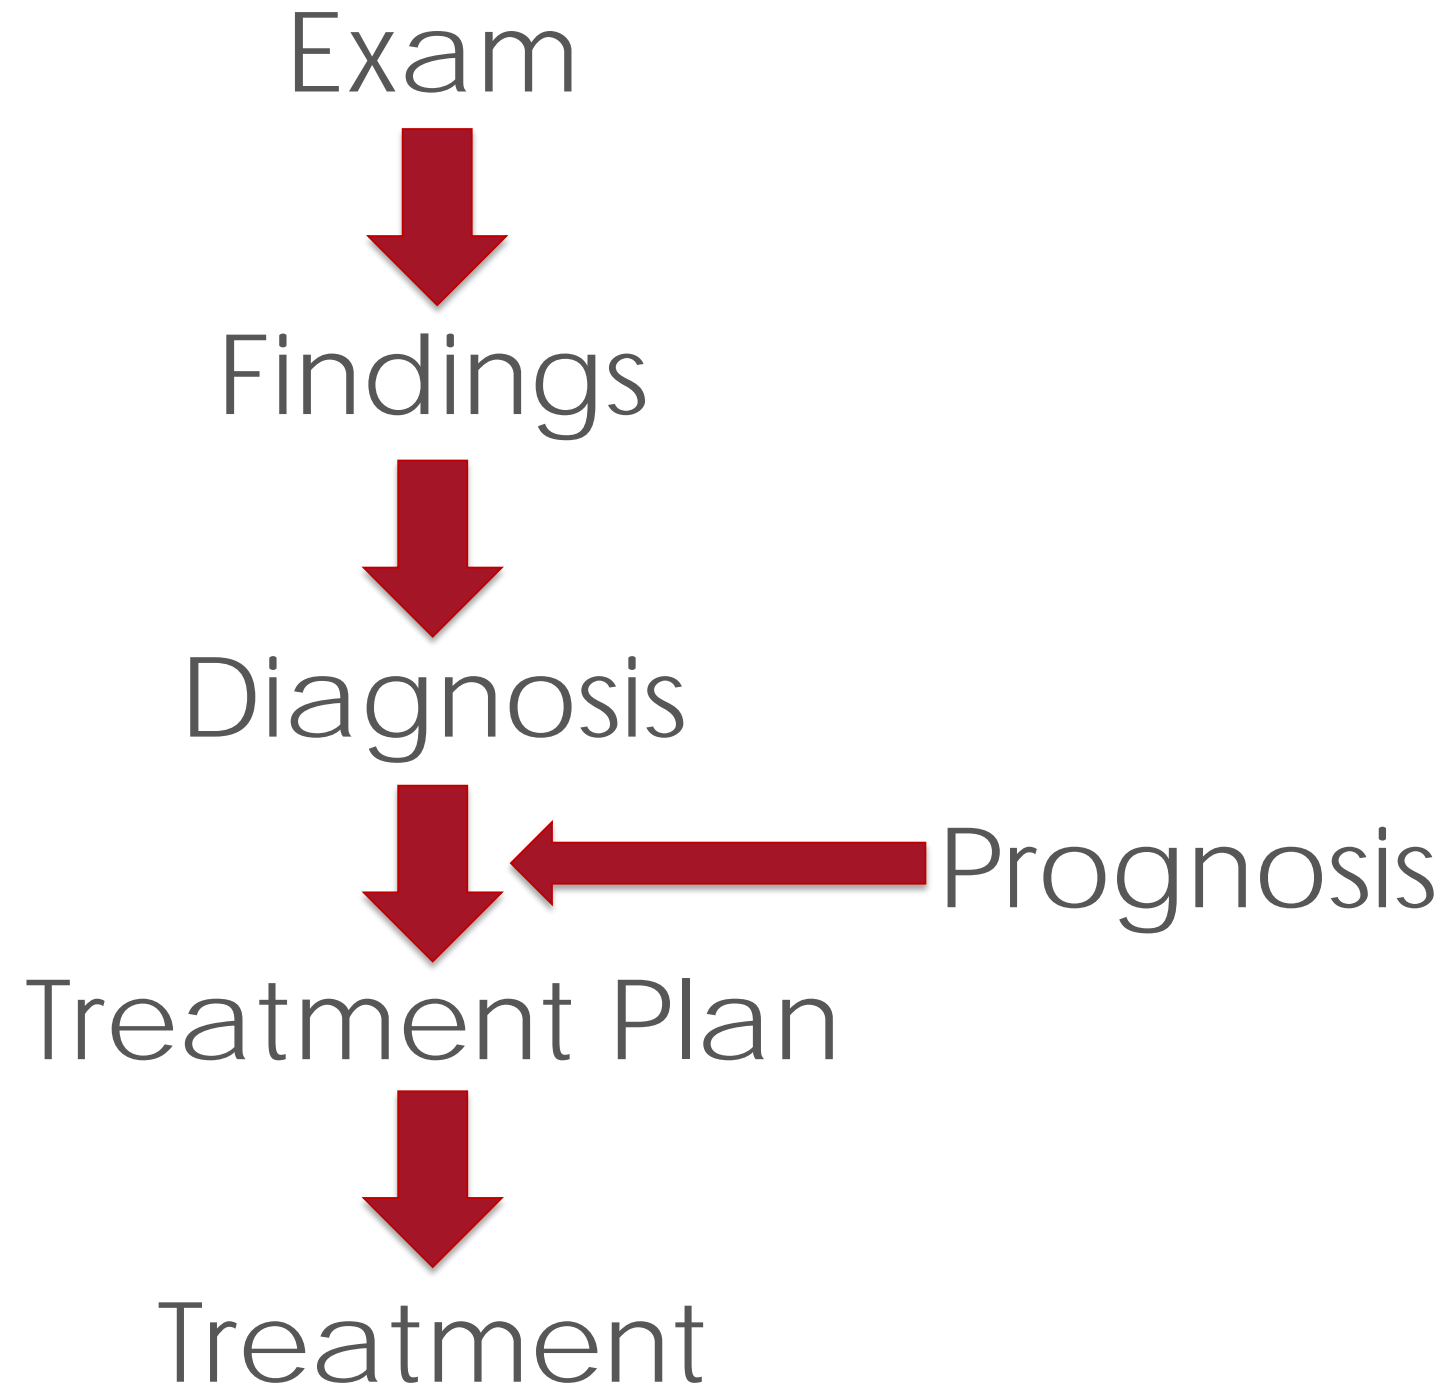 Exam
Findings
Diagnosis
Prognosis
Treatment Plan
Treatment